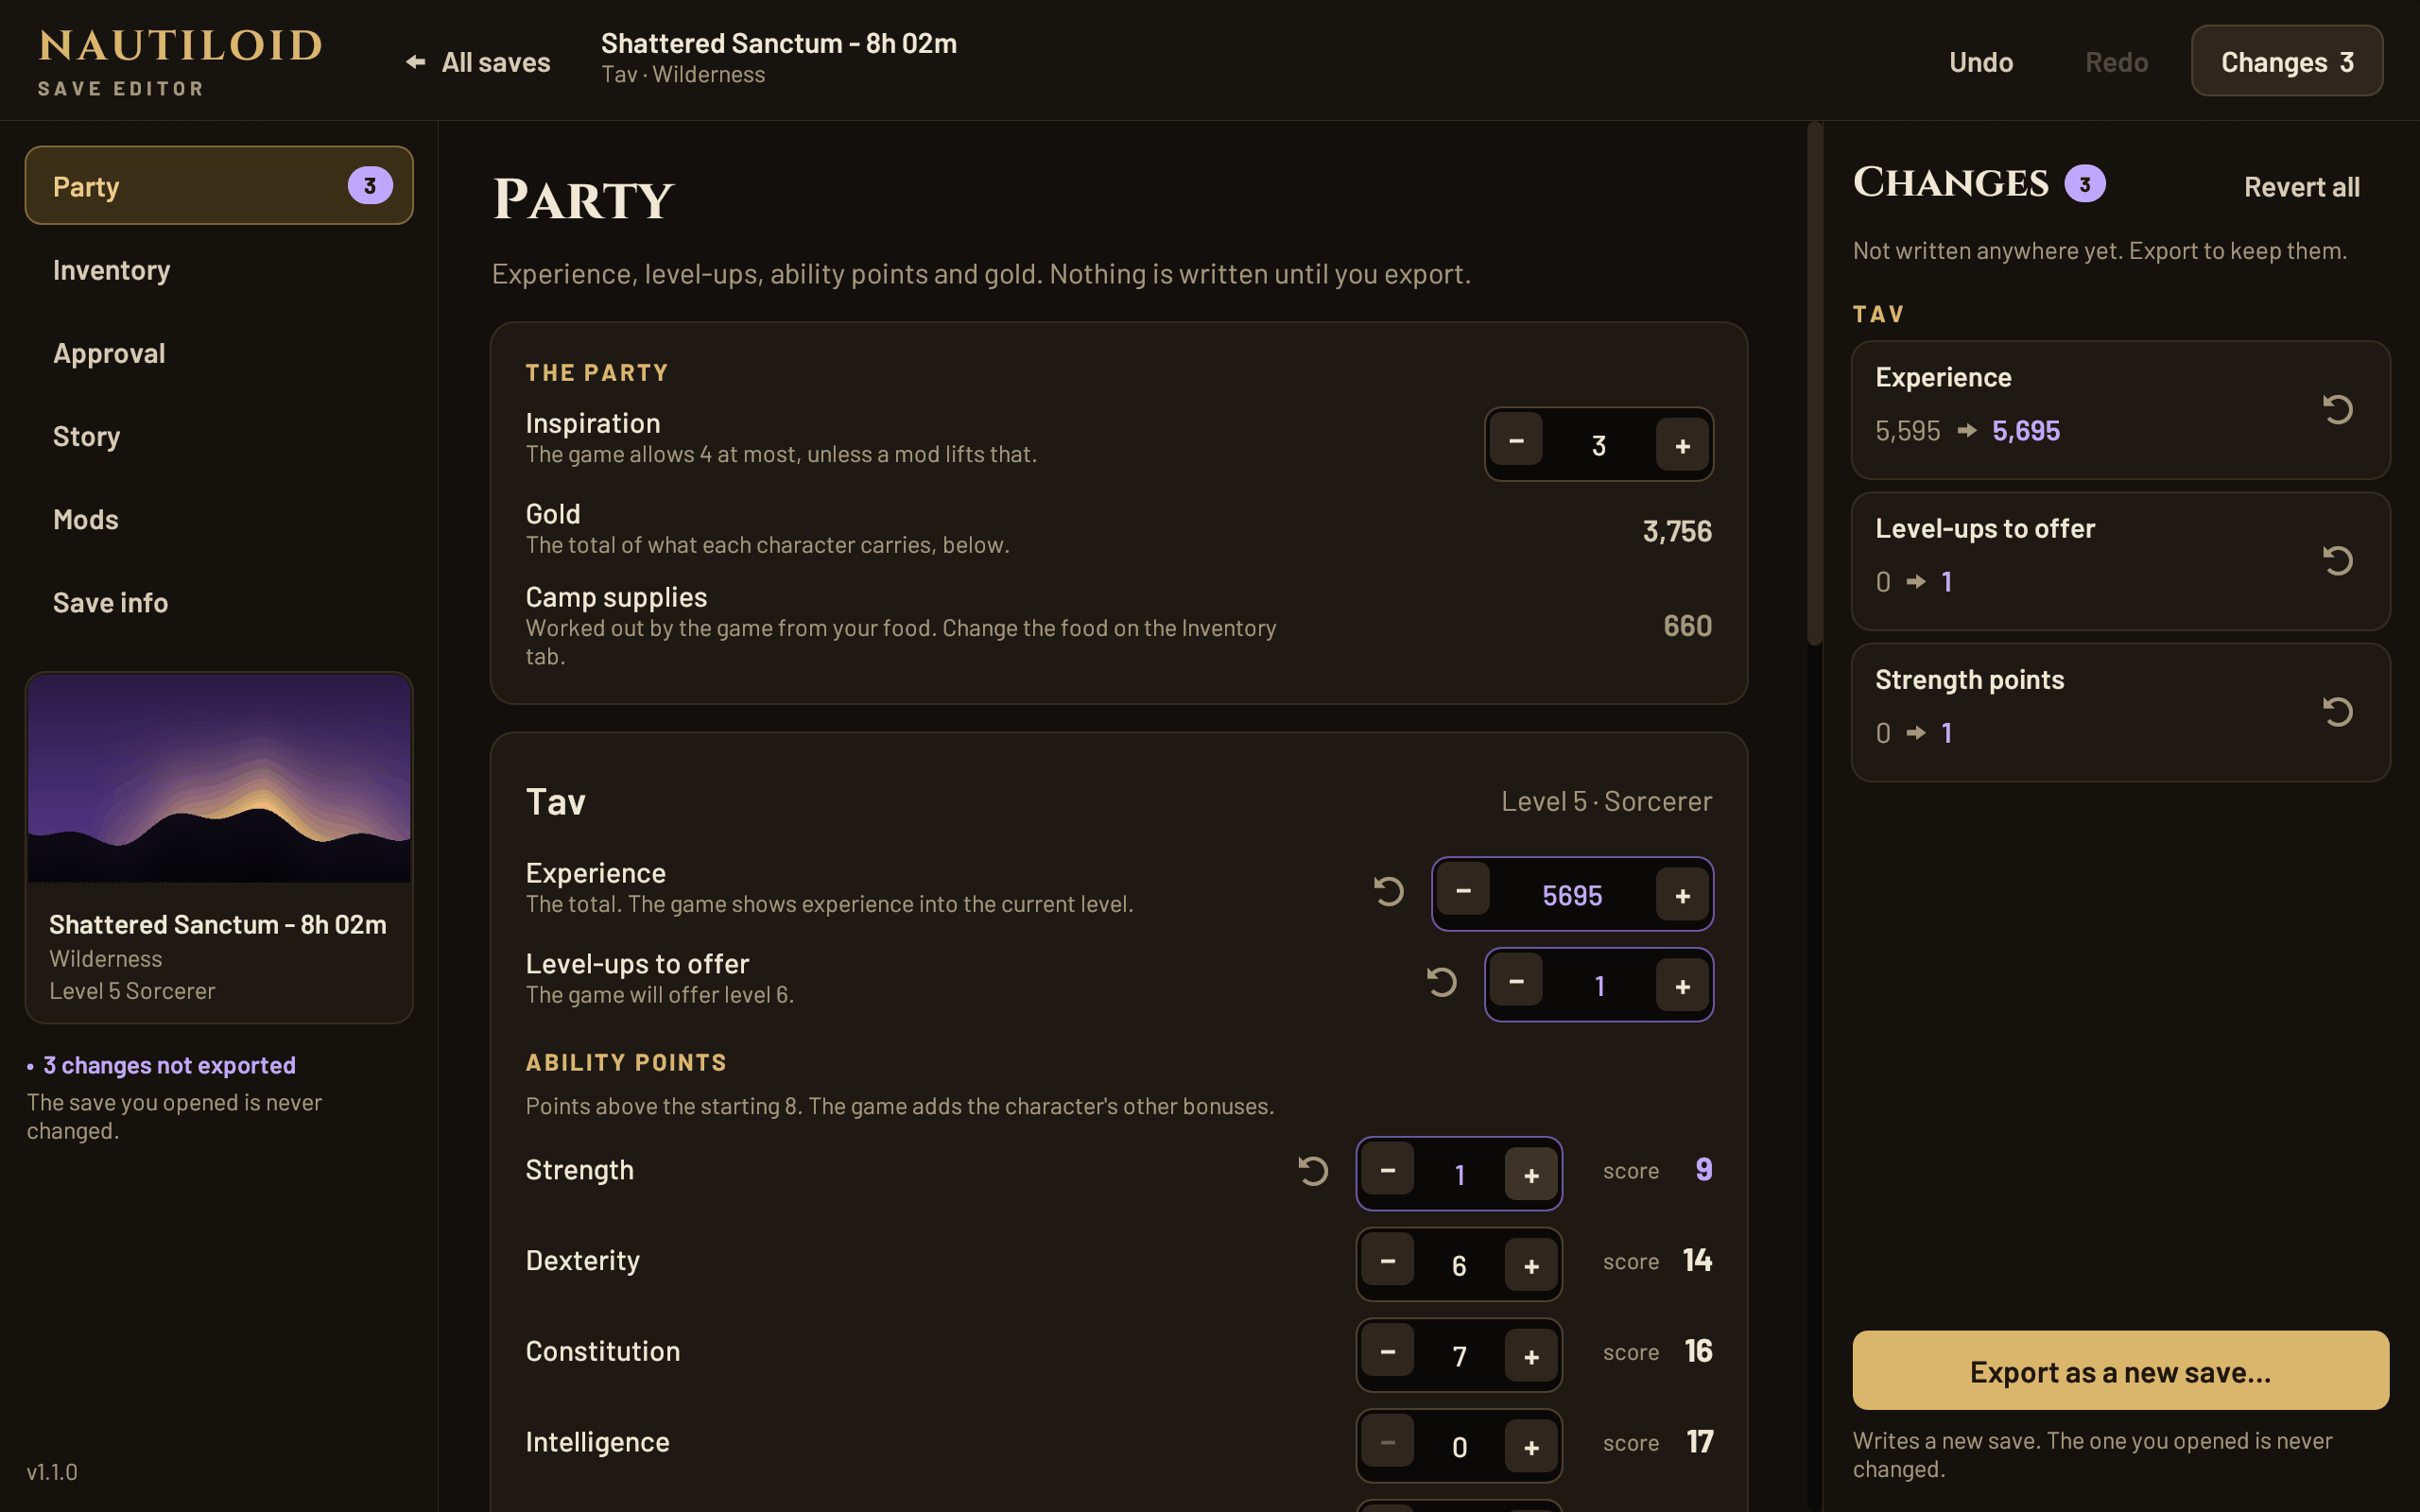 NAUTILOID
SAVE EDITOR
All saves
Shattered Sanctum - 8h 02m
Tav · Wilderness
Undo
Redo
Changes 3
Party 3
Inventory
Approval
Story
Mods
Save info
Shattered Sanctum - 8h 02m
Wilderness
Level 5 Sorcerer
• 3 changes not exported
The save you opened is never
changed.
v1.1.0
PARTY
Experience, level-ups, ability points and gold. Nothing is written until you export.
THE PARTY
Inspiration
The game allows 4 at most, unless a mod lifts that.
− 3 +
Gold
The total of what each character carries, below.
3,756
Camp supplies
Worked out by the game from your food. Change the food on the Inventory
tab.
660
Tav
Level 5 · Sorcerer
Experience
The total. The game shows experience into the current level.
− 5695 +
Level-ups to offer
The game will offer level 6.
− 1 +
ABILITY POINTS
Points above the starting 8. The game adds the character's other bonuses.
Strength − 1 + score 9
Dexterity − 6 + score 14
Constitution − 7 + score 16
Intelligence − 0 + score 17
CHANGES 3
Revert all
Not written anywhere yet. Export to keep them.
TAV
Experience
5,595 → 5,695
Level-ups to offer
0 → 1
Strength points
0 → 1
Export as a new save...
Writes a new save. The one you opened is never
changed.